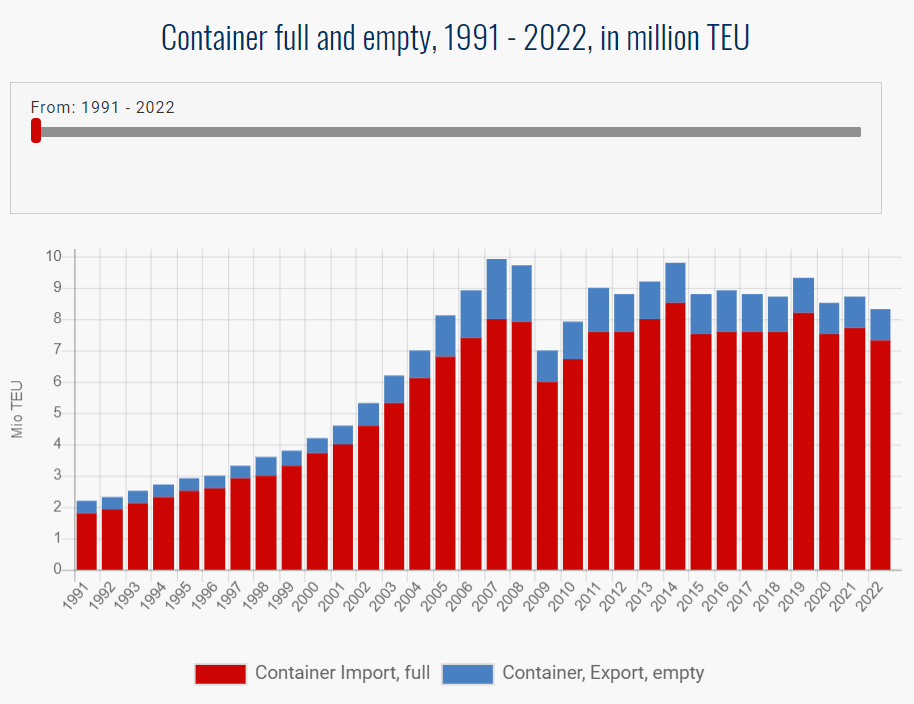 Container full and empty, 1991 - 2022, in million TEU
From: 1991 - 2022
Mio TEU
10
9
8
7
6
5
4
3
2
1
0
1991 1992 1993 1994 1995 1996 1997 1998 1999 2000 2001 2002 2003 2004 2005 2006 2007 2008 2009 2010 2011 2012 2013 2014 2015 2016 2017 2018 2019 2020 2021 2022
Container Import, full Container, Export, empty